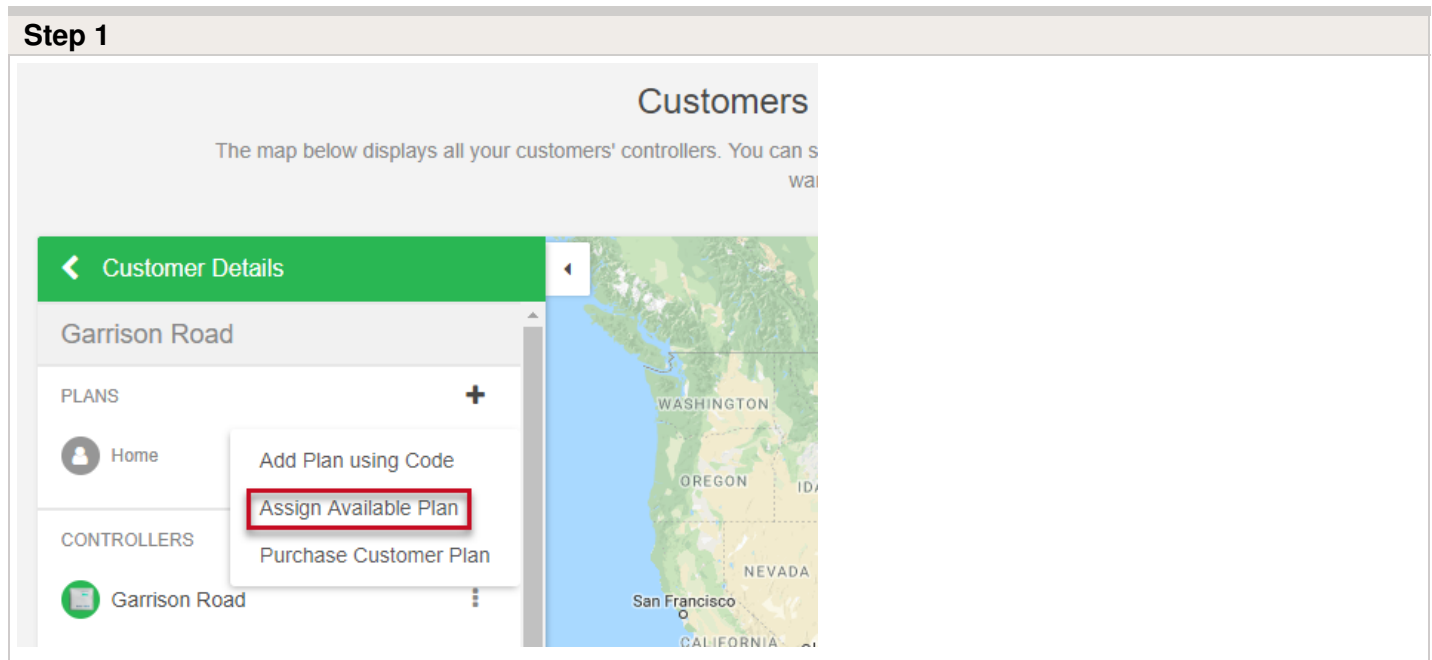 Step 1
Customers
The map below displays all your customers' controllers. You can s
wa
Customer Details
Garrison Road
PLANS
Home
Add Plan using Code
Assign Available Plan
Purchase Customer Plan
CONTROLLERS
Garrison Road
WASHINGTON
OREGON
NEVADA
San Francisco
CALIFORNIA